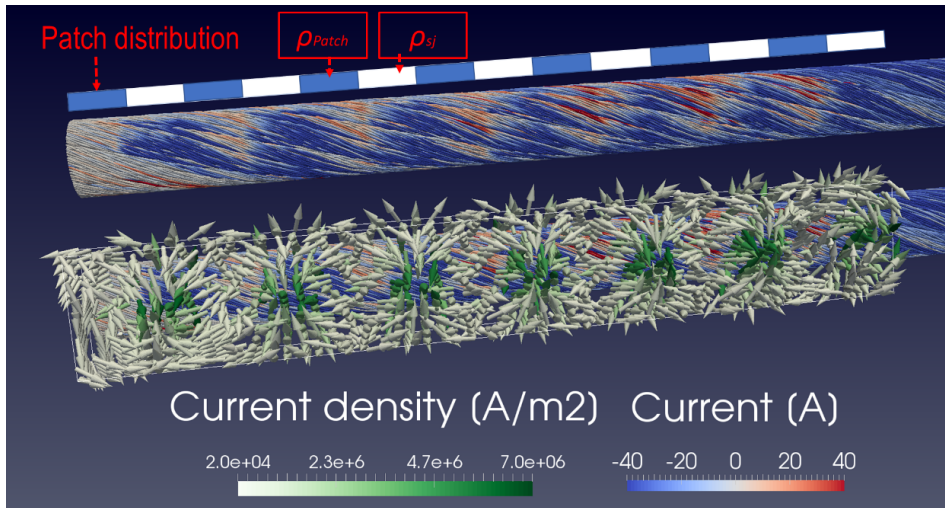 Patch distribution
ρPatch
ρsj
Current density (A/m2)
Current (A)
2.0e+04 2.3e+6 4.7e+6 7.0e+06
-40 -20 0 20 40